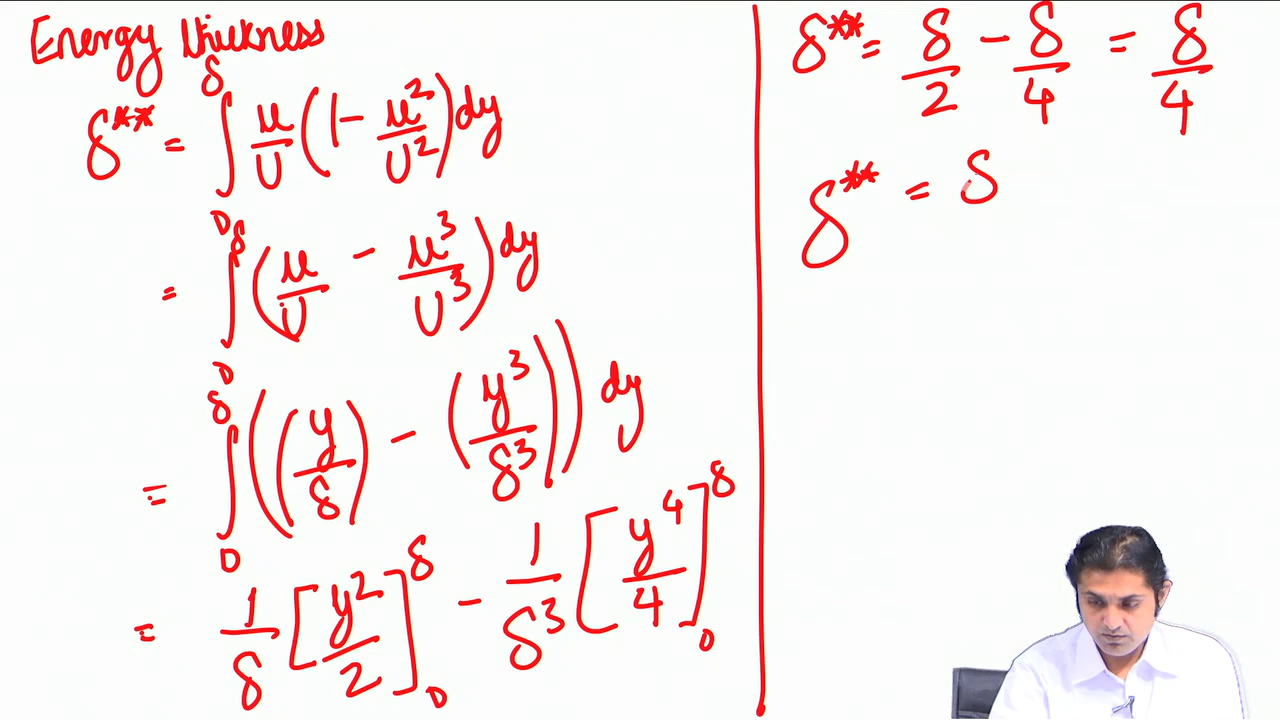 Energy thickness
δ** = ∫₀^δ u/U (1 - u²/U²) dy
= ∫₀^δ (u/U - u³/U³) dy
= ∫₀^δ ((y/δ) - (y³/δ³)) dy
= 1/δ [y²/2]₀^δ - 1/δ³ [y⁴/4]₀^δ
δ** = δ/2 - δ/4 = δ/4
δ** = δ